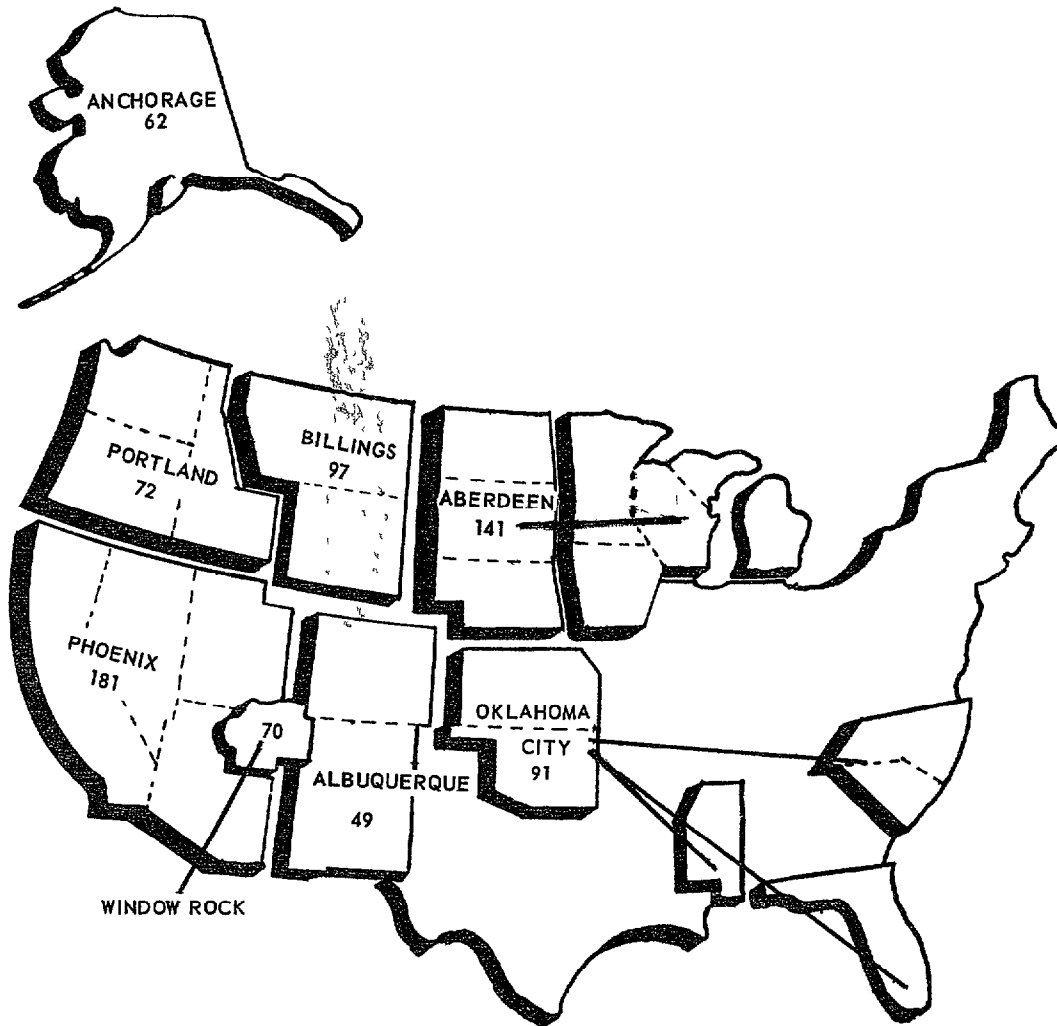 ANCHORAGE
62
PORTLAND
72
BILLINGS
97
ABERDEEN
141
PHOENIX
181
70
WINDOW ROCK
ALBUQUERQUE
49
OKLAHOMA
CITY
91